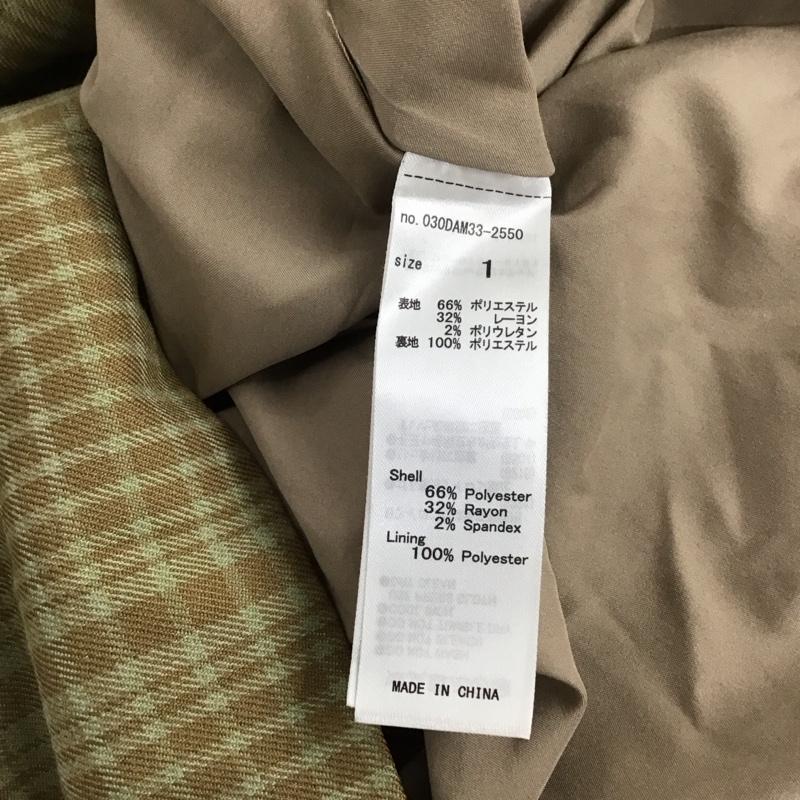 no.030DAM33-2550
size 1
表地 66% ポリエステル
32% レーヨン
2% ポリウレタン
裏地 100% ポリエステル
Shell
66% Polyester
32% Rayon
2% Spandex
Lining
100% Polyester
MADE IN CHINA